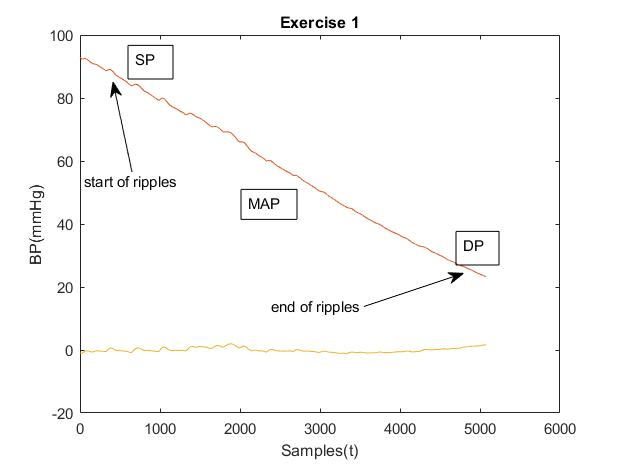 Exercise 1
100
80
60
40
20
0
-20
BP(mmHg)
SP
start of ripples
MAP
DP
end of ripples
0
1000
2000
3000
4000
5000
6000
Samples(t)